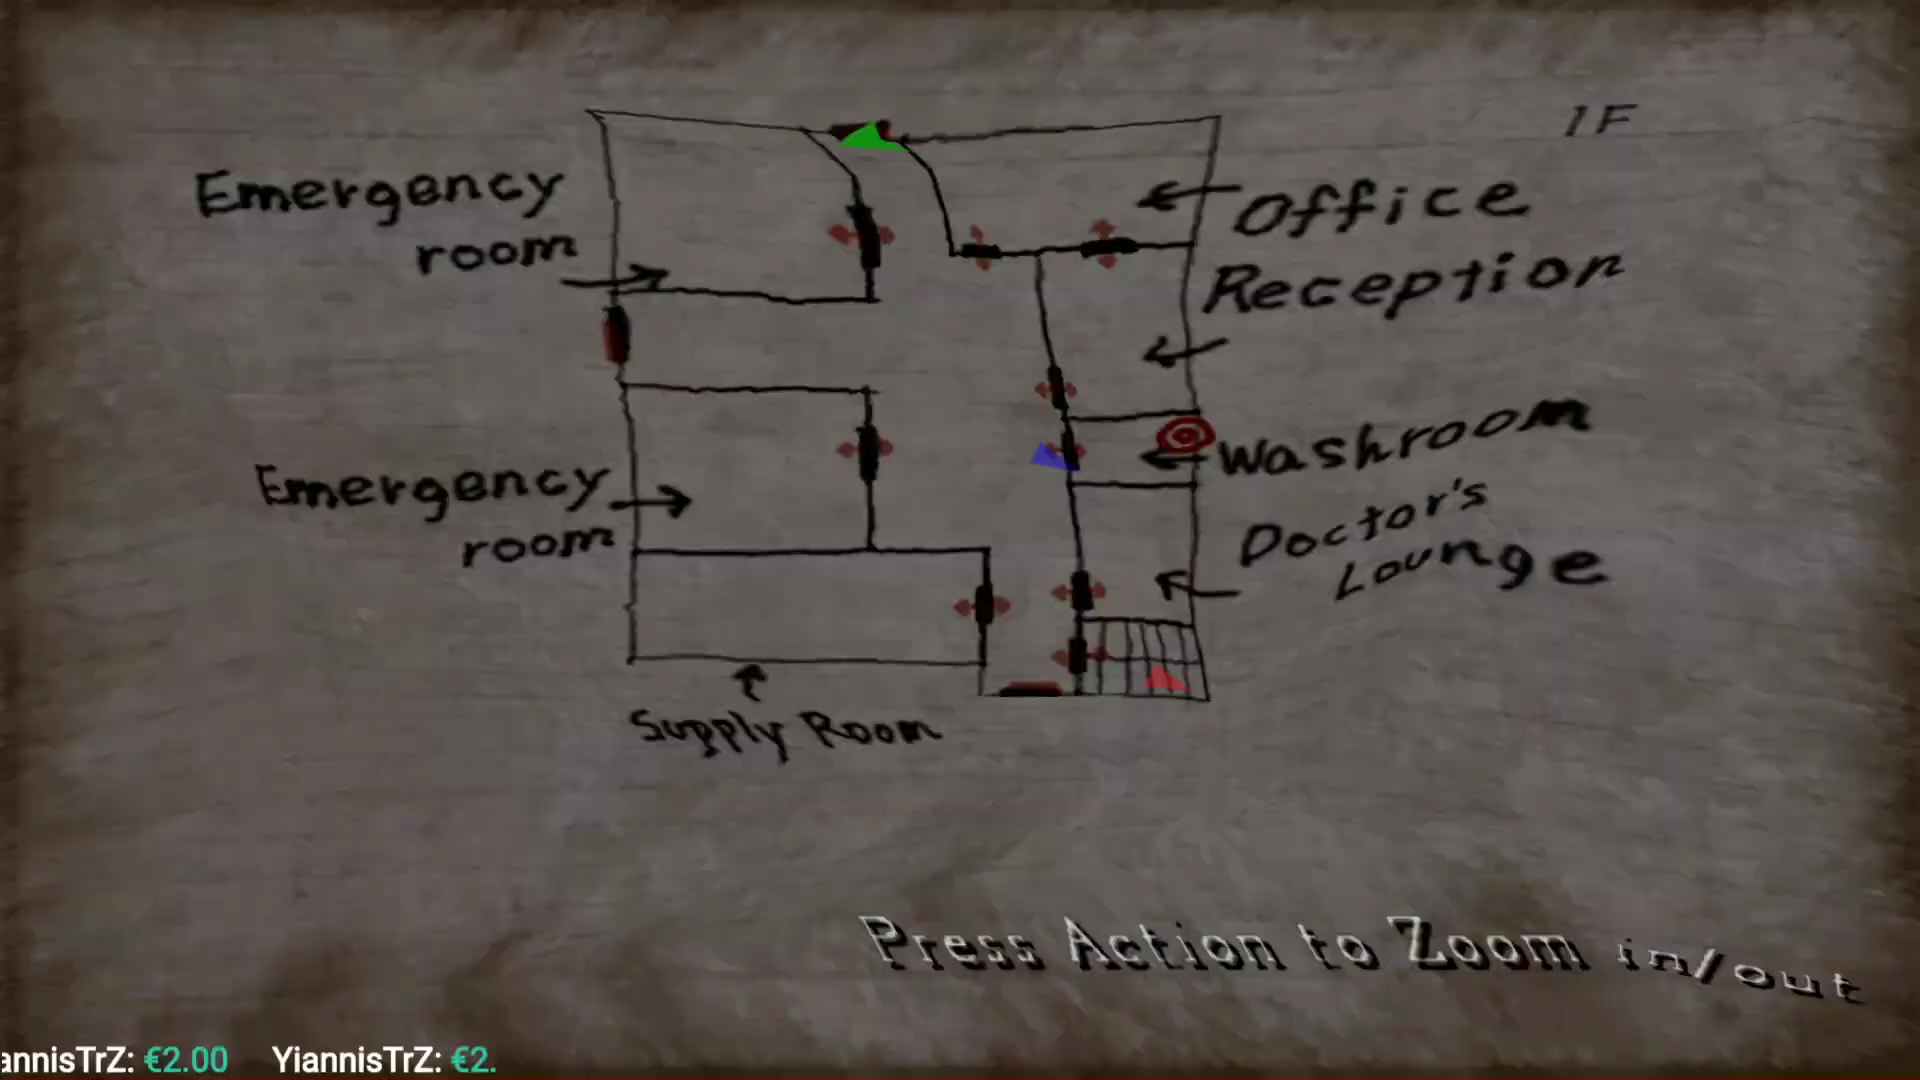 1F
Emergency
room
Office
Reception
Washroom
Emergency
room
Doctor's
Lounge
Supply Room
Press Action to Zoom in/out
annisTrZ: €2.00 YiannisTrZ: €2.